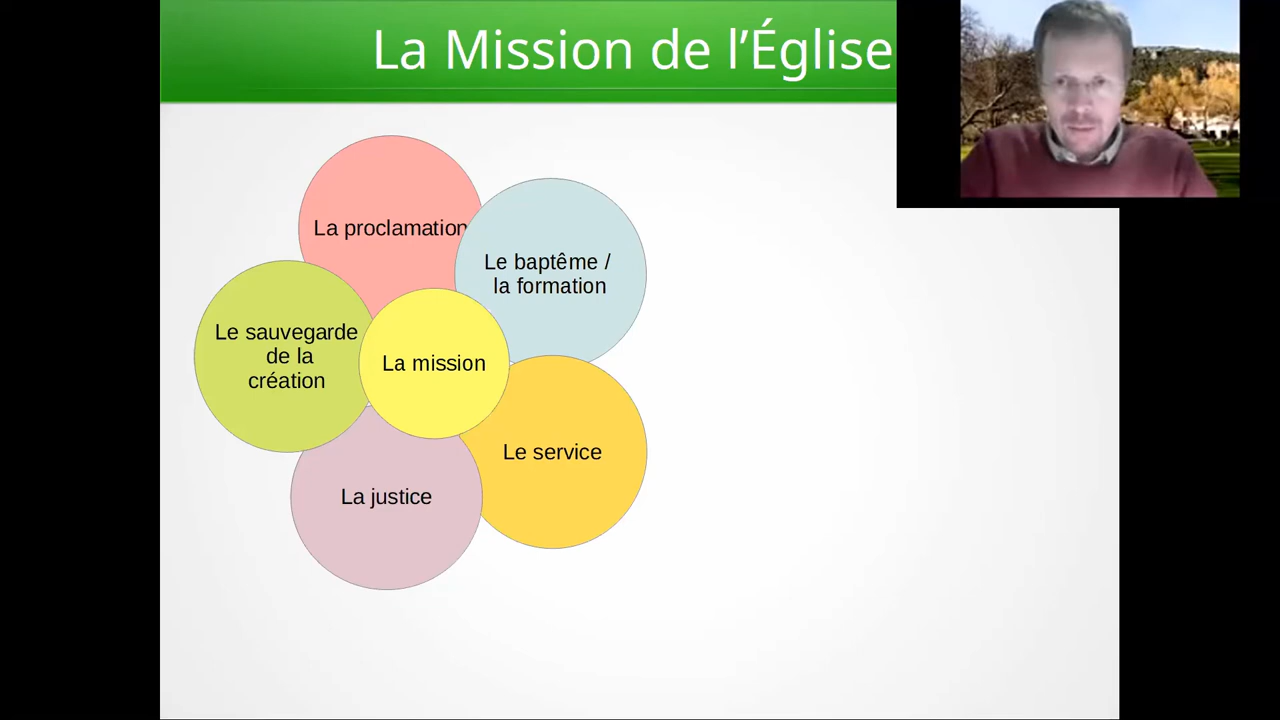 La Mission de l’Église
La proclamation
Le baptême /
la formation
Le sauvegarde
de la
création
La mission
Le service
La justice